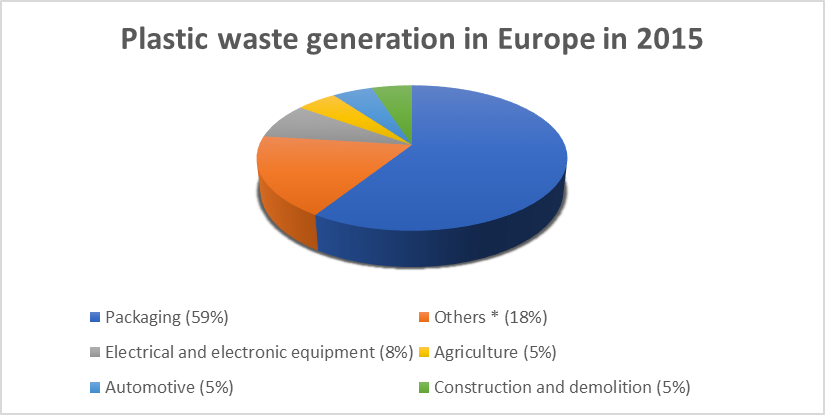 Plastic waste generation in Europe in 2015
Packaging (59%)
Others * (18%)
Electrical and electronic equipment (8%)
Agriculture (5%)
Automotive (5%)
Construction and demolition (5%)